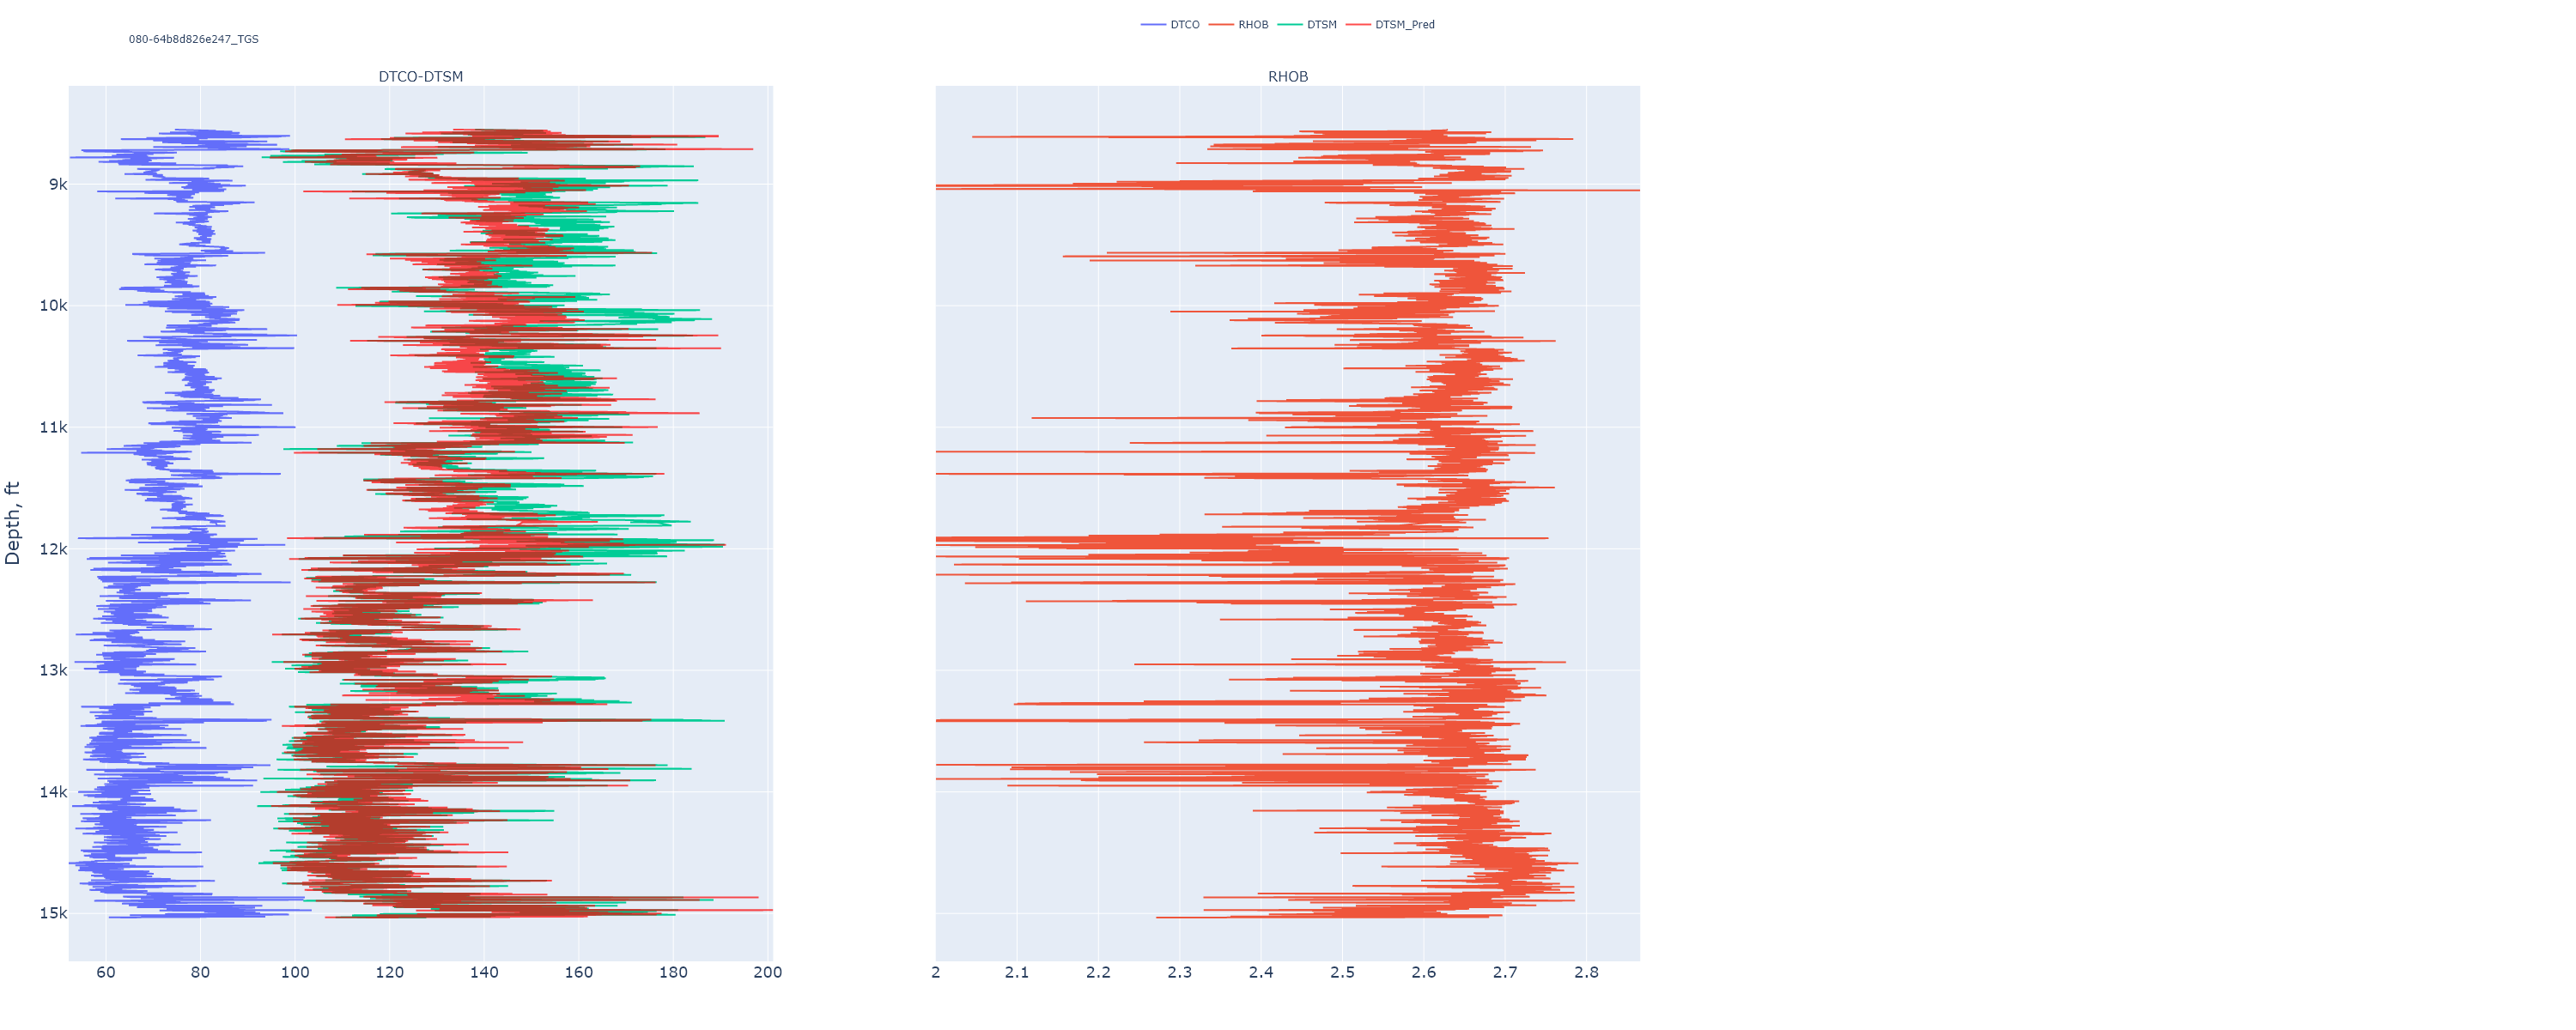 DTCO RHOB DTSM DTSM_Pred
080-64b8d826e247_TGS
DTCO-DTSM
RHOB
Depth, ft
9k
10k
11k
12k
13k
14k
15k
60 80 100 120 140 160 180 200
2 2.1 2.2 2.3 2.4 2.5 2.6 2.7 2.8